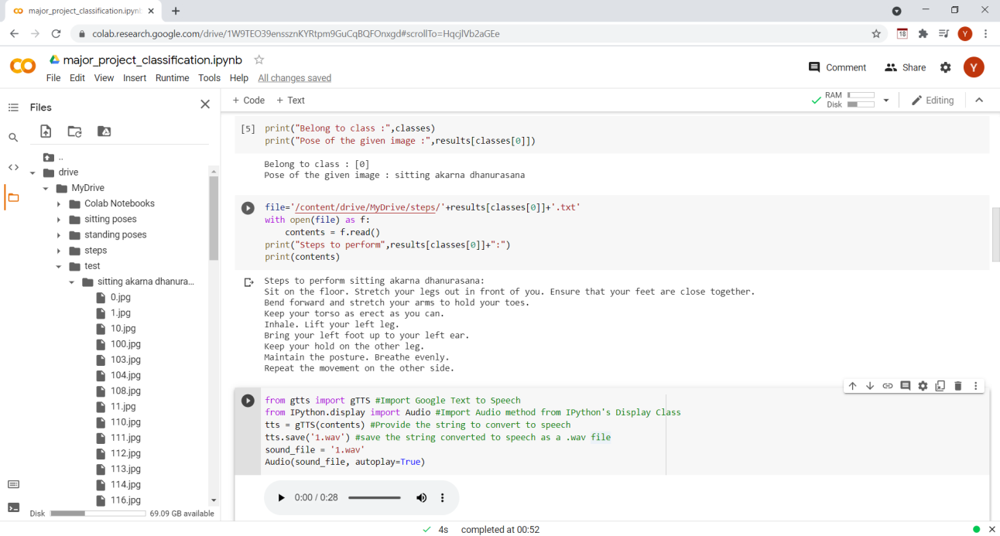 major_project_classification.ipynb
colab.research.google.com/drive/1W9TEO39enssznKYRtpm9GuCqBQFOnxgd#scrollTo=HqcjlVb2aGEe
18
Y
major_project_classification.ipynb
File Edit View Insert Runtime Tools Help All changes saved
Comment Share Y
Files
+ Code + Text
RAM
Disk
Editing
..
drive
MyDrive
Colab Notebooks
sitting poses
standing poses
steps
test
sitting akarna dhanura...
0.jpg
1.jpg
10.jpg
100.jpg
103.jpg
104.jpg
108.jpg
11.jpg
110.jpg
111.jpg
112.jpg
113.jpg
114.jpg
116.jpg
Disk 69.09 GB available
[5] print("Belong to class :",classes)
print("Pose of the given image :",results[classes[0]])
Belong to class : [0]
Pose of the given image : sitting akarna dhanurasana
file='/content/drive/MyDrive/steps/'+results[classes[0]]+'.txt'
with open(file) as f:
contents = f.read()
print("Steps to perform",results[classes[0]]+":")
print(contents)
Steps to perform sitting akarna dhanurasana:
Sit on the floor. Stretch your legs out in front of you. Ensure that your feet are close together.
Bend forward and stretch your arms to hold your toes.
Keep your torso as erect as you can.
Inhale. Lift your left leg.
Bring your left foot up to your left ear.
Keep your hold on the other leg.
Maintain the posture. Breathe evenly.
Repeat the movement on the other side.
from gtts import gTTS #Import Google Text to Speech
from IPython.display import Audio #Import Audio method from IPython's Display Class
tts = gTTS(contents) #Provide the string to convert to speech
tts.save('1.wav') #save the string converted to speech as a .wav file
sound_file = '1.wav'
Audio(sound_file, autoplay=True)
0:00 / 0:28
4s completed at 00:52